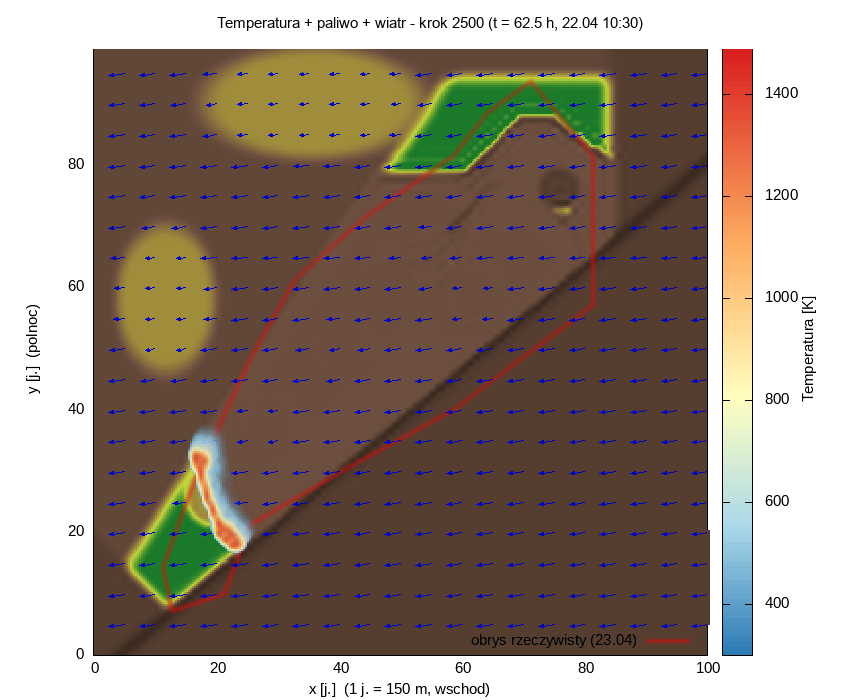 Temperatura + paliwo + wiatr - krok 2500 (t = 62.5 h, 22.04 10:30)
1400
1200
1000
800
600
400
Temperatura [K]
80
60
40
20
0
y [j.] (polnoc)
obrys rzeczywisty (23.04)
0 20 40 60 80 100
x [j.] (1 j. = 150 m, wschod)